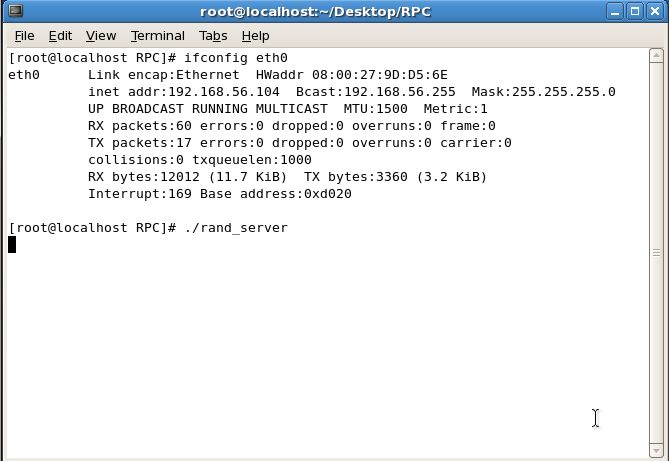 root@localhost:~/Desktop/RPC
File Edit View Terminal Tabs Help
[root@localhost RPC]# ifconfig eth0
eth0      Link encap:Ethernet  HWaddr 08:00:27:9D:D5:6E
          inet addr:192.168.56.104  Bcast:192.168.56.255  Mask:255.255.255.0
          UP BROADCAST RUNNING MULTICAST  MTU:1500  Metric:1
          RX packets:60 errors:0 dropped:0 overruns:0 frame:0
          TX packets:17 errors:0 dropped:0 overruns:0 carrier:0
          collisions:0 txqueuelen:1000
          RX bytes:12012 (11.7 KiB)  TX bytes:3360 (3.2 KiB)
          Interrupt:169 Base address:0xd020
[root@localhost RPC]# ./rand_server